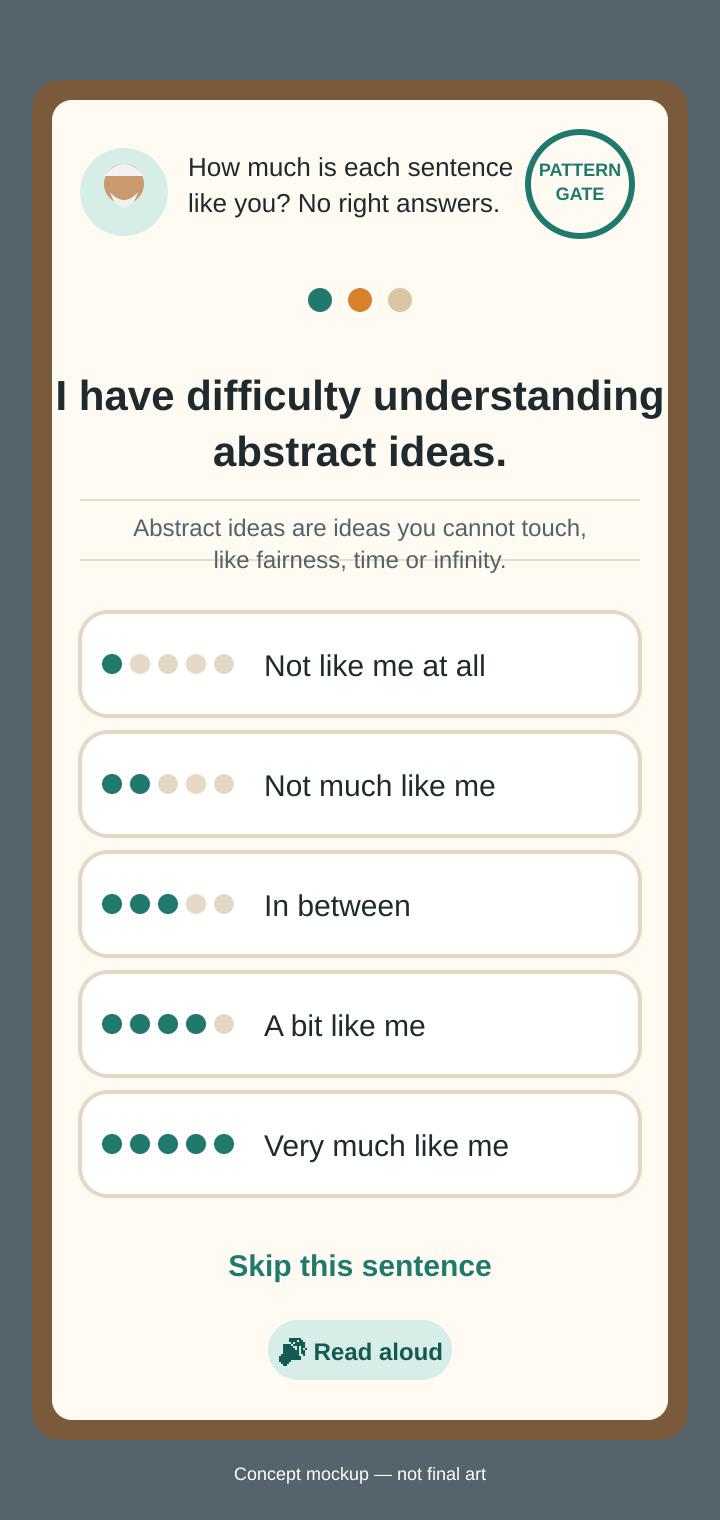 How much is each sentence
like you? No right answers.
PATTERN
GATE
I have difficulty understanding
abstract ideas.
Abstract ideas are ideas you cannot touch,
like fairness, time or infinity.
Not like me at all
Not much like me
In between
A bit like me
Very much like me
Skip this sentence
Read aloud
Concept mockup — not final art